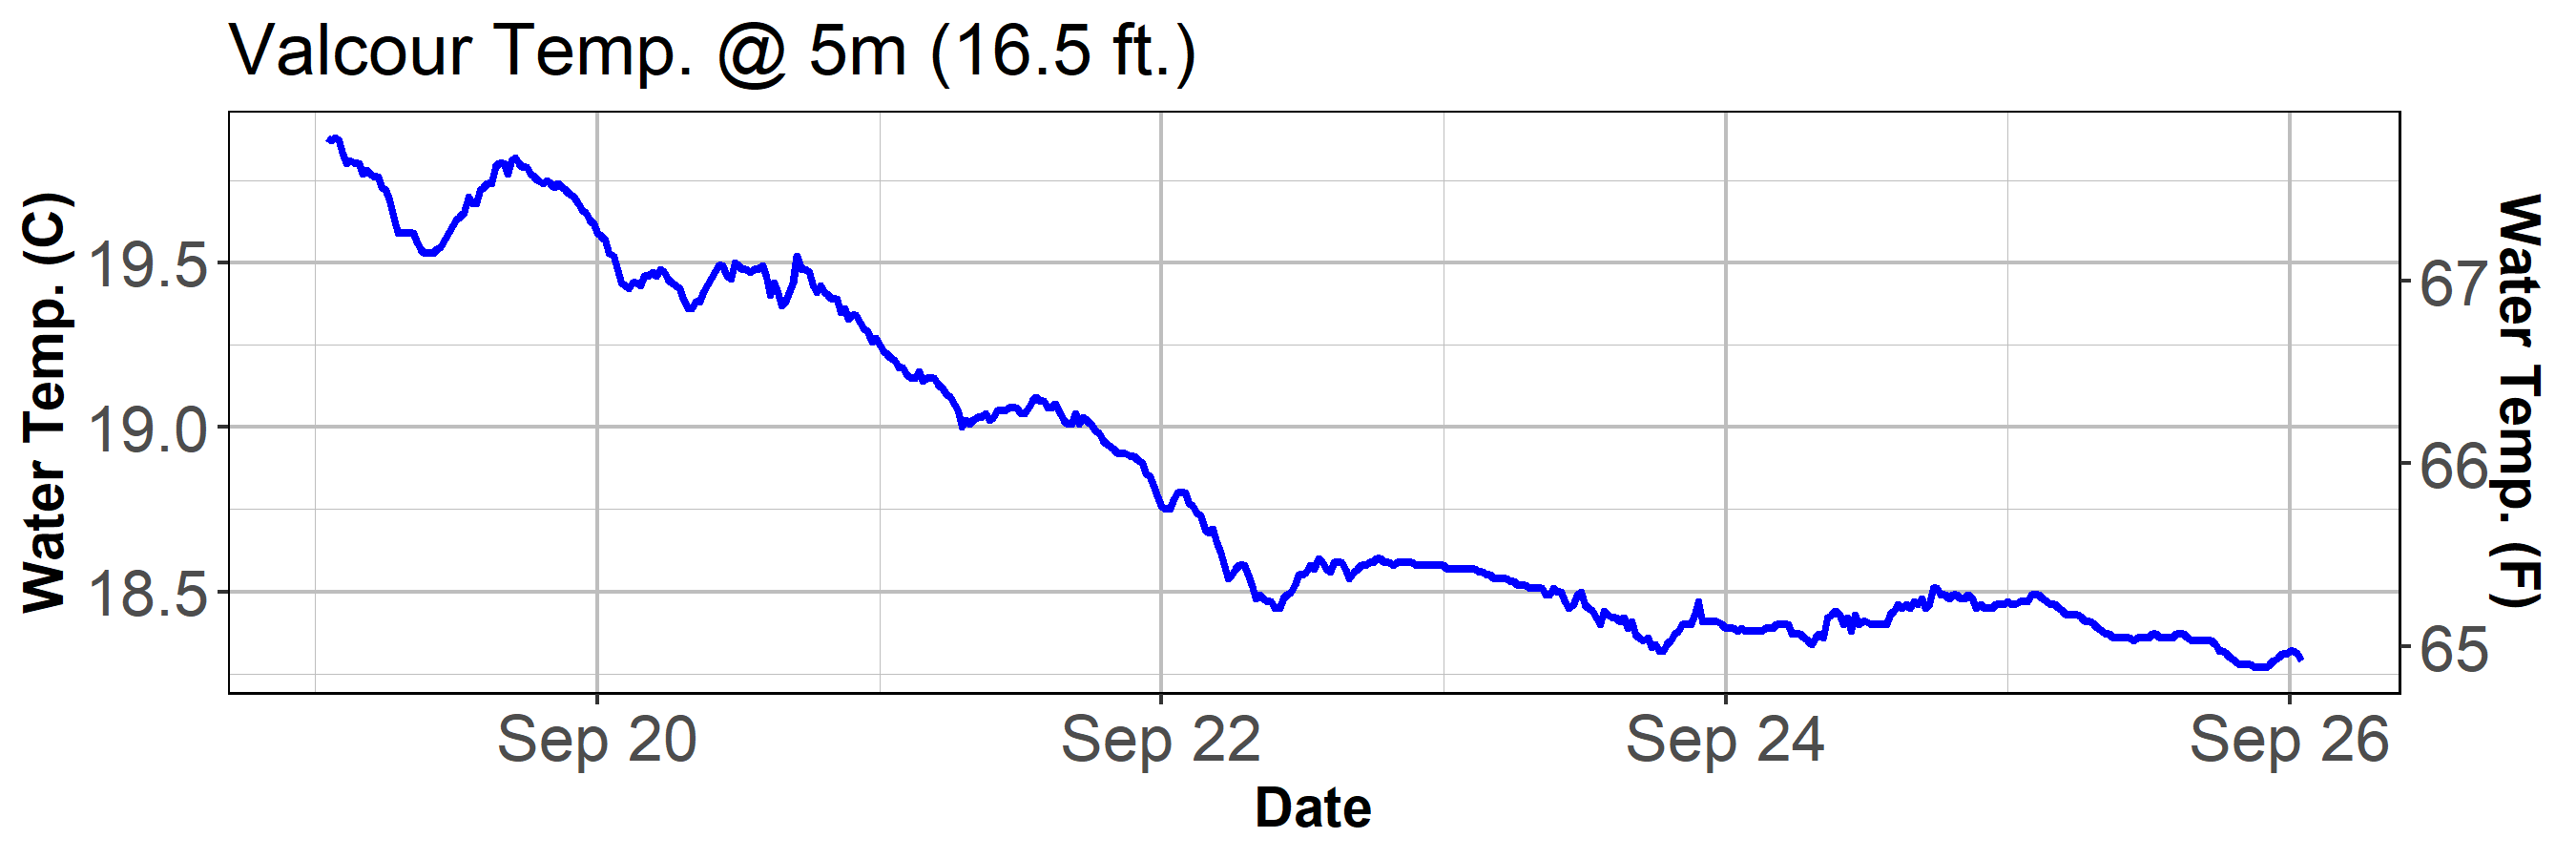 Valcour Temp. @ 5m (16.5 ft.)
Water Temp. (C)
19.5
19.0
18.5
67
66
65
Water Temp. (F)
Sep 20 Sep 22 Sep 24 Sep 26
Date